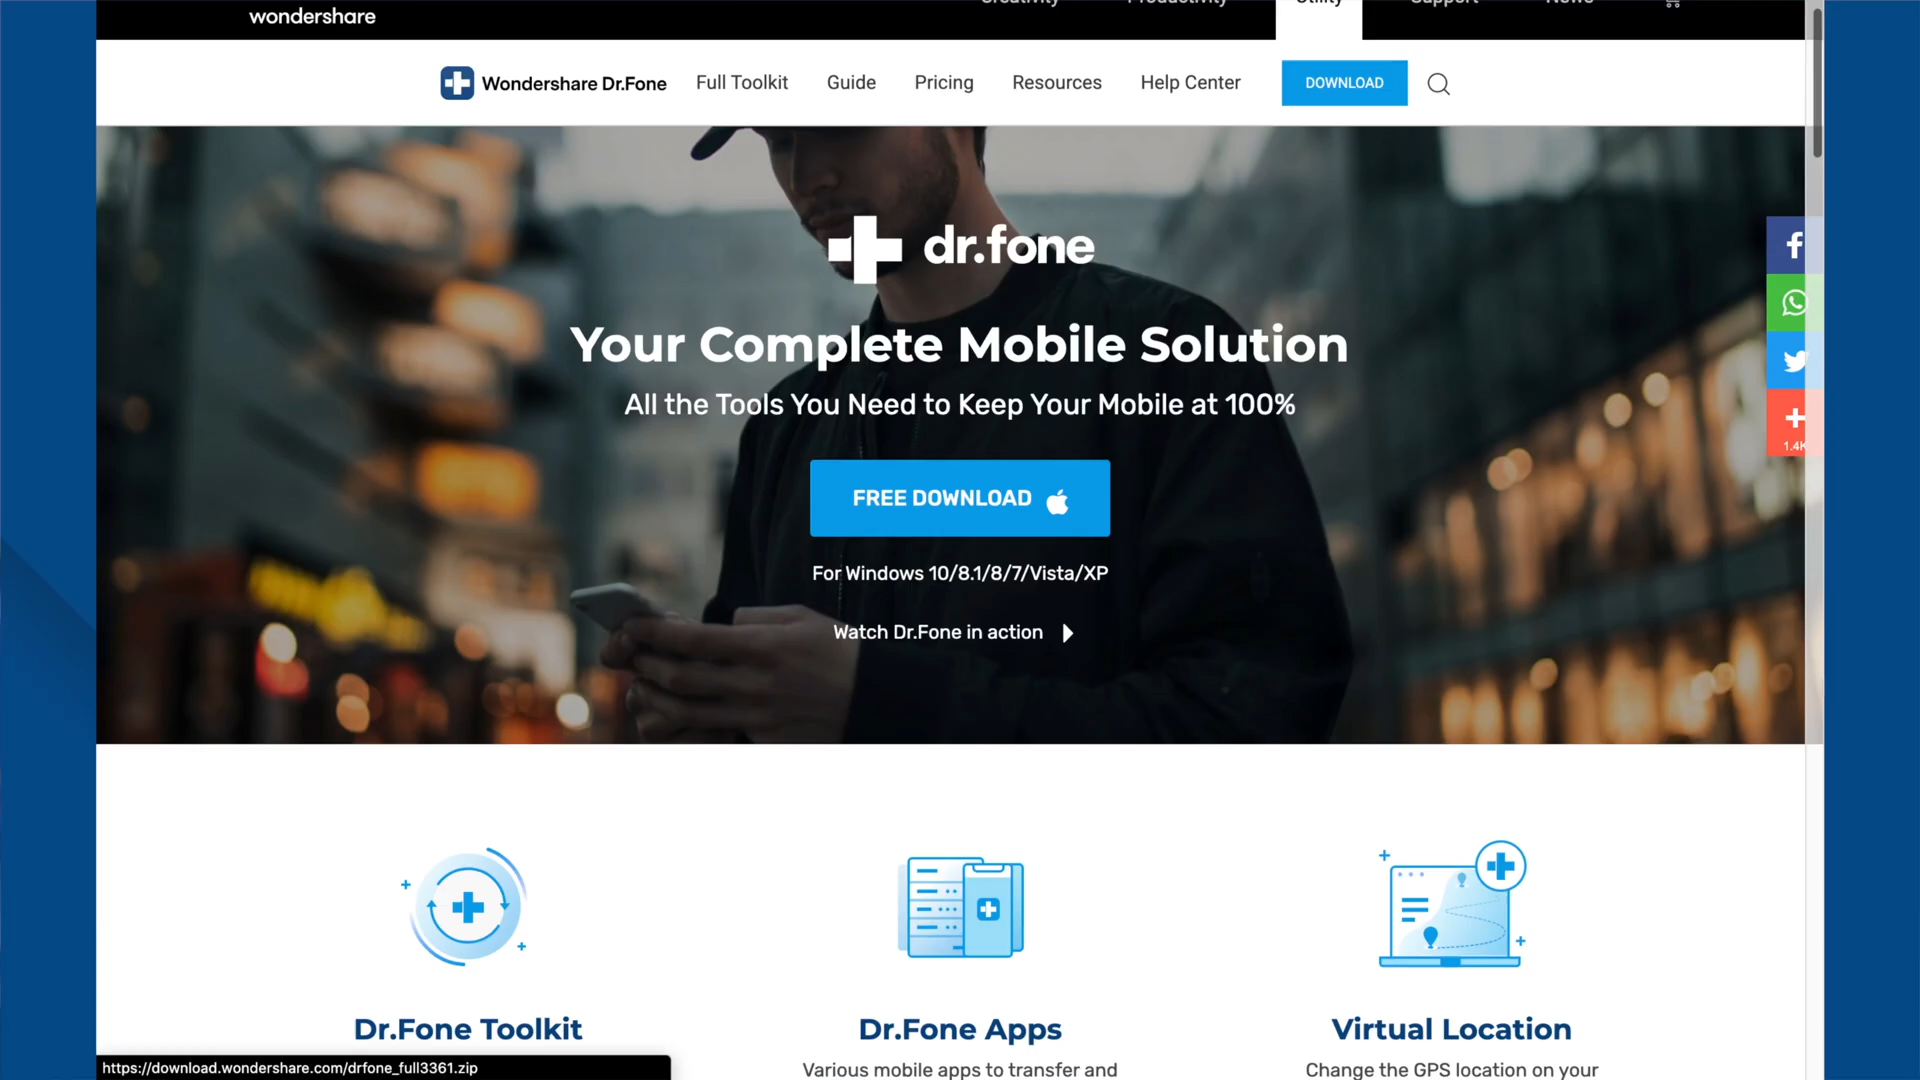 wondershare
Creativity Productivity Utility Support News
Wondershare Dr.Fone Full Toolkit Guide Pricing Resources Help Center DOWNLOAD
dr.fone
Your Complete Mobile Solution
All the Tools You Need to Keep Your Mobile at 100%
FREE DOWNLOAD
For Windows 10/8.1/8/7/Vista/XP
Watch Dr.Fone in action
1.4K
Dr.Fone Toolkit
Dr.Fone Apps
Various mobile apps to transfer and
Virtual Location
Change the GPS location on your
https://download.wondershare.com/drfone_full3361.zip